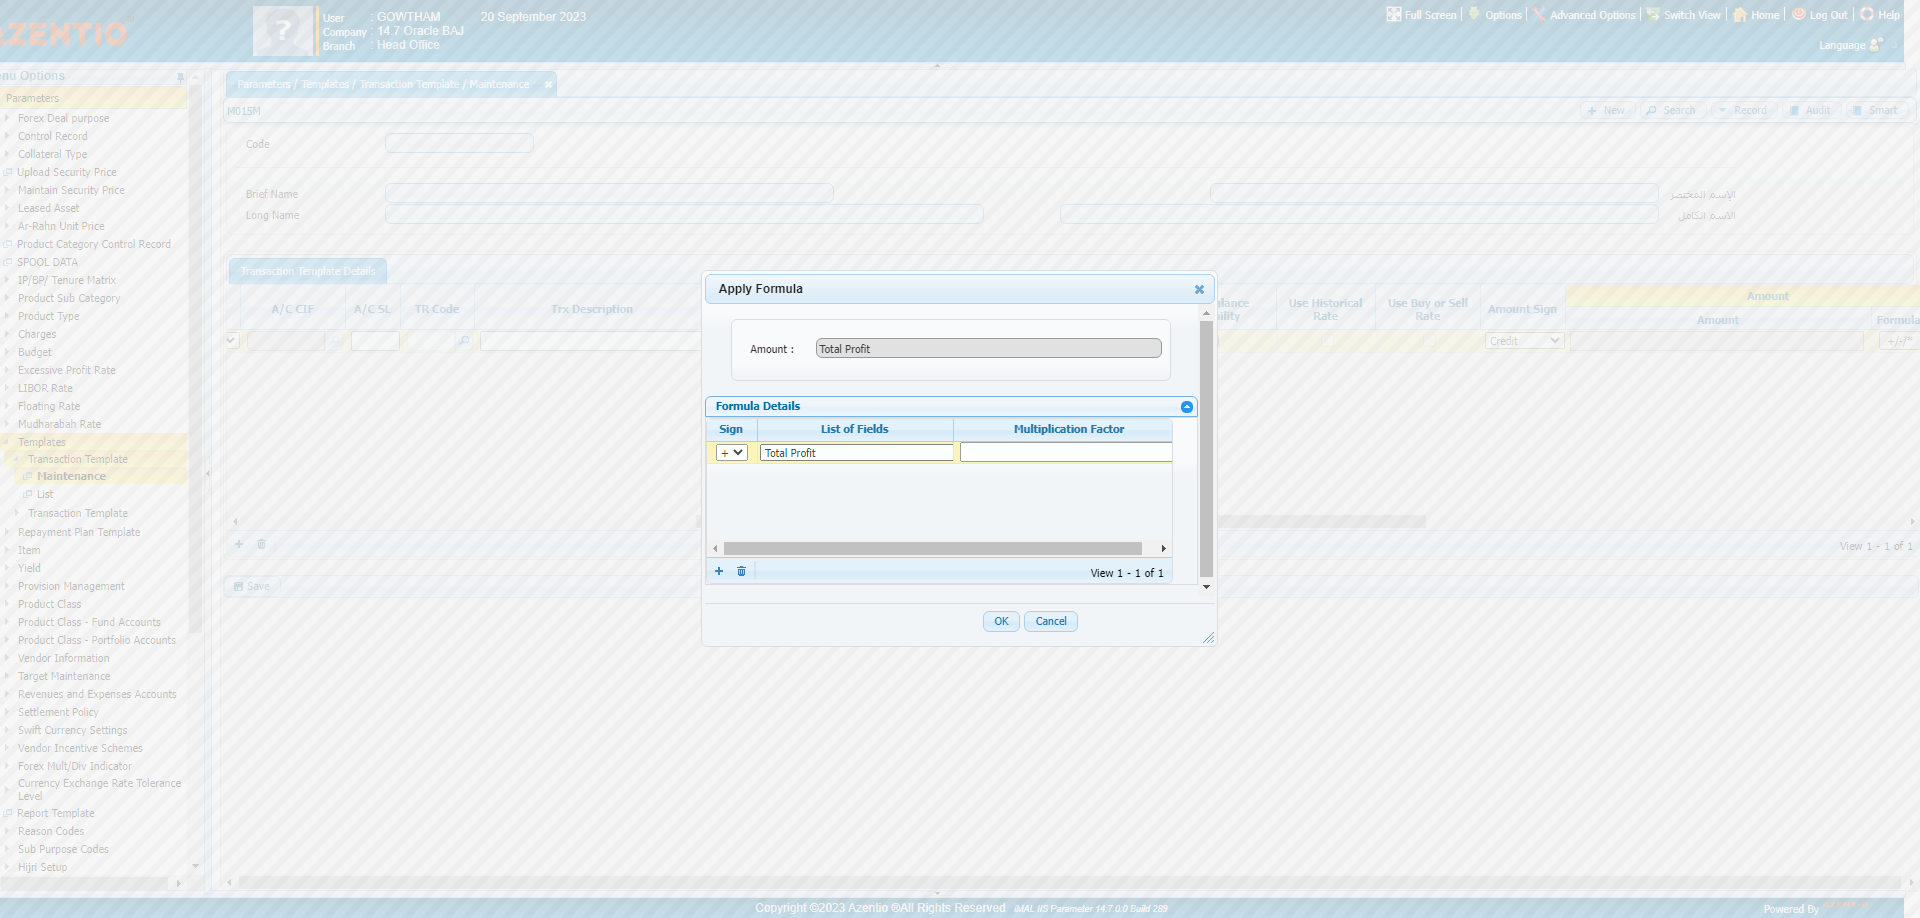 AZENTIO
User : GOWTHAM 20 September 2023
Company : 14.7 Oracle BAJ
Branch : Head Office
Full Screen Options Advanced Options Switch View Home Log Out Help
Language
nu Options
Parameters
Forex Deal purpose
Control Record
Collateral Type
Upload Security Price
Maintain Security Price
Leased Asset
Ar-Rahn Unit Price
Product Category Control Record
SPOOL DATA
IP/BP/ Tenure Matrix
Product Sub Category
Product Type
Charges
Budget
Excessive Profit Rate
LIBOR Rate
Floating Rate
Mudharabah Rate
Templates
Transaction Template
Maintenance
List
Transaction Template
Repayment Plan Template
Item
Yield
Provision Management
Product Class
Product Class - Fund Accounts
Product Class - Portfolio Accounts
Vendor Information
Target Maintenance
Revenues and Expenses Accounts
Settlement Policy
Swift Currency Settings
Vendor Incentive Schemes
Forex Mult/Div Indicator
Currency Exchange Rate Tolerance
Level
Report Template
Reason Codes
Sub Purpose Codes
Hijri Setup
Parameters / Templates / Transaction Template / Maintenance
M015M
New Search Record Audit Smart
Code
Brief Name
الإسم المختصر
Long Name
الاسم الكامل
Transaction Template Details
A/C CIF A/C SL TR Code Trx Description
lance
ility
Use Historical
Rate
Use Buy or Sell
Rate
Amount Sign
Amount
Amount
Formula
Credit
+/r/*
View 1 - 1 of 1
Save
Apply Formula
Amount : Total Profit
Formula Details
Sign List of Fields Multiplication Factor
+ Total Profit
View 1 - 1 of 1
OK Cancel
Copyright ©2023 Azentio ®All Rights Reserved iMAL IIS Parameter 14.7.0.0 Build 289
Powered By